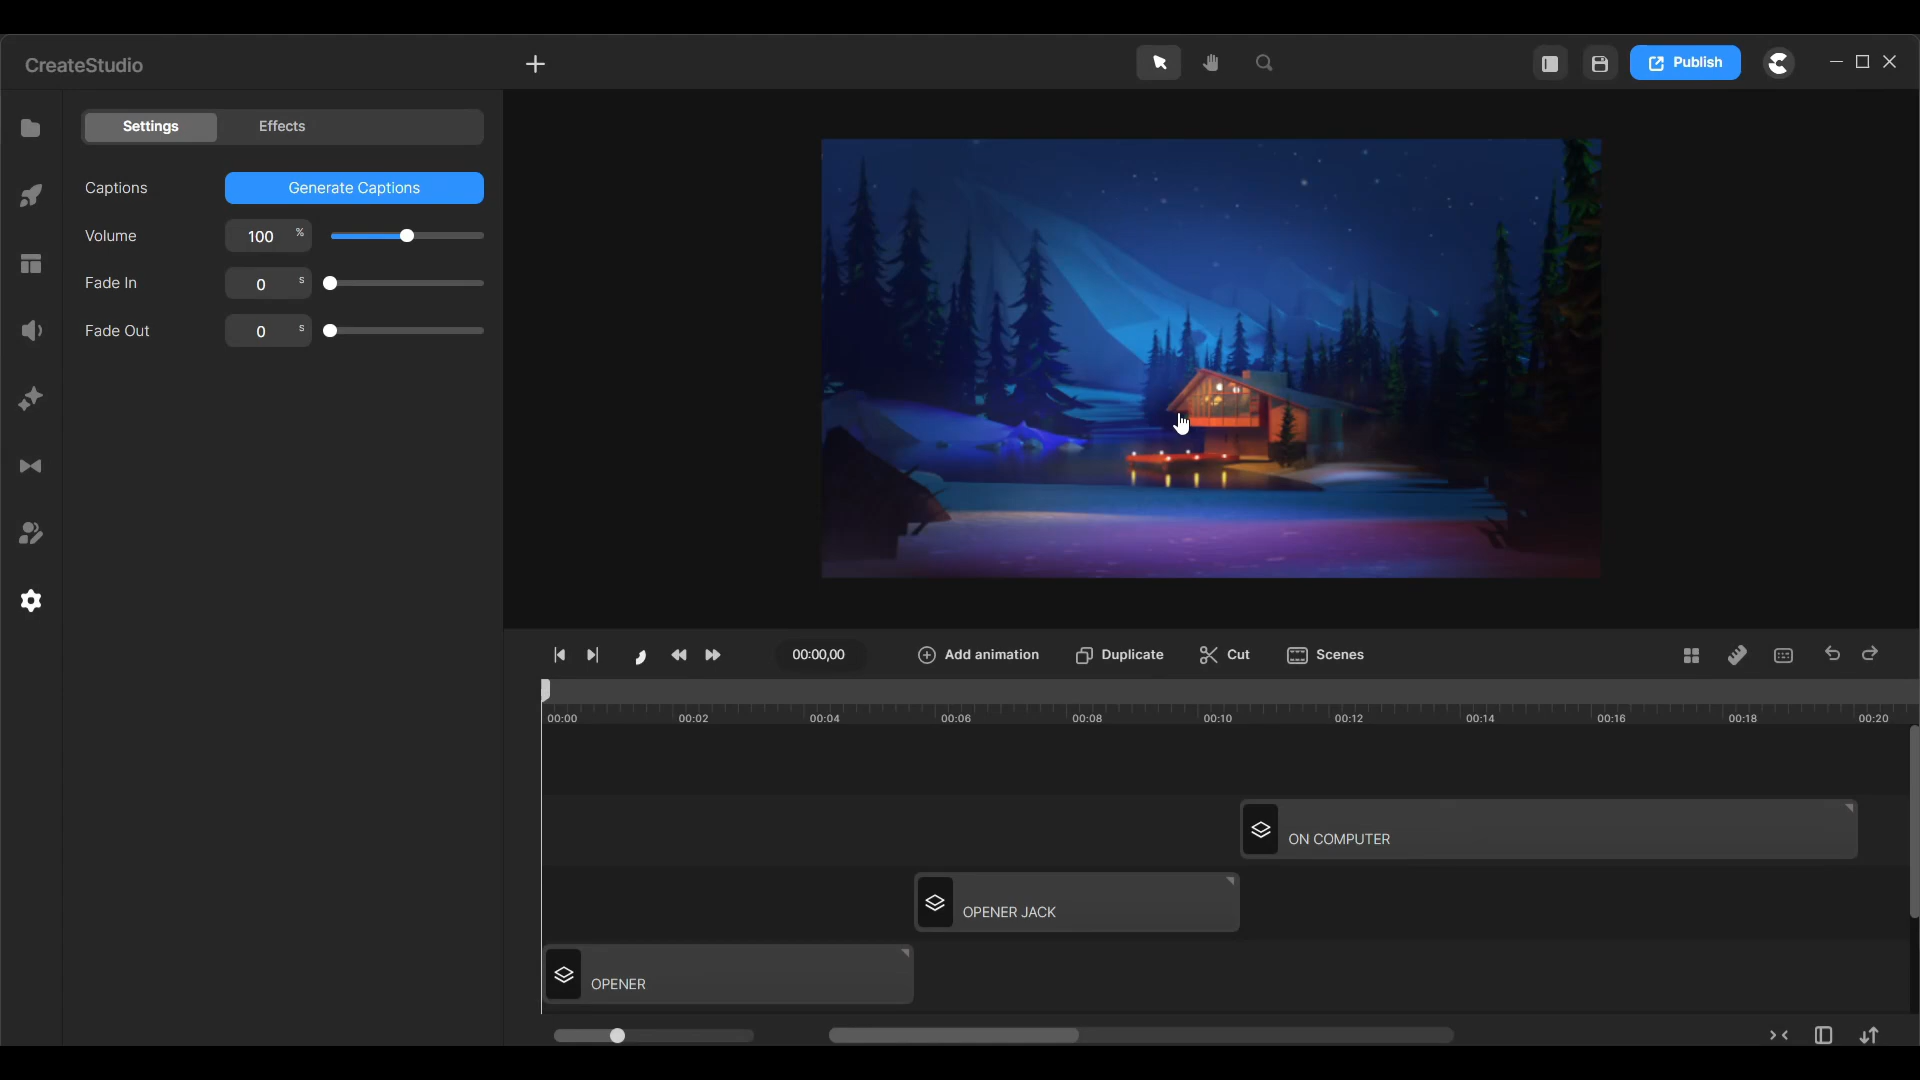 CreateStudio
Publish
Settings Effects
Captions Generate Captions
Volume 100 %
Fade In 0 s
Fade Out 0 s
00:00,00 Add animation Duplicate Cut Scenes
00:00 00:02 00:04 00:06 00:08 00:10 00:12 00:14 00:16 00:18 00:20
ON COMPUTER
OPENER JACK
OPENER